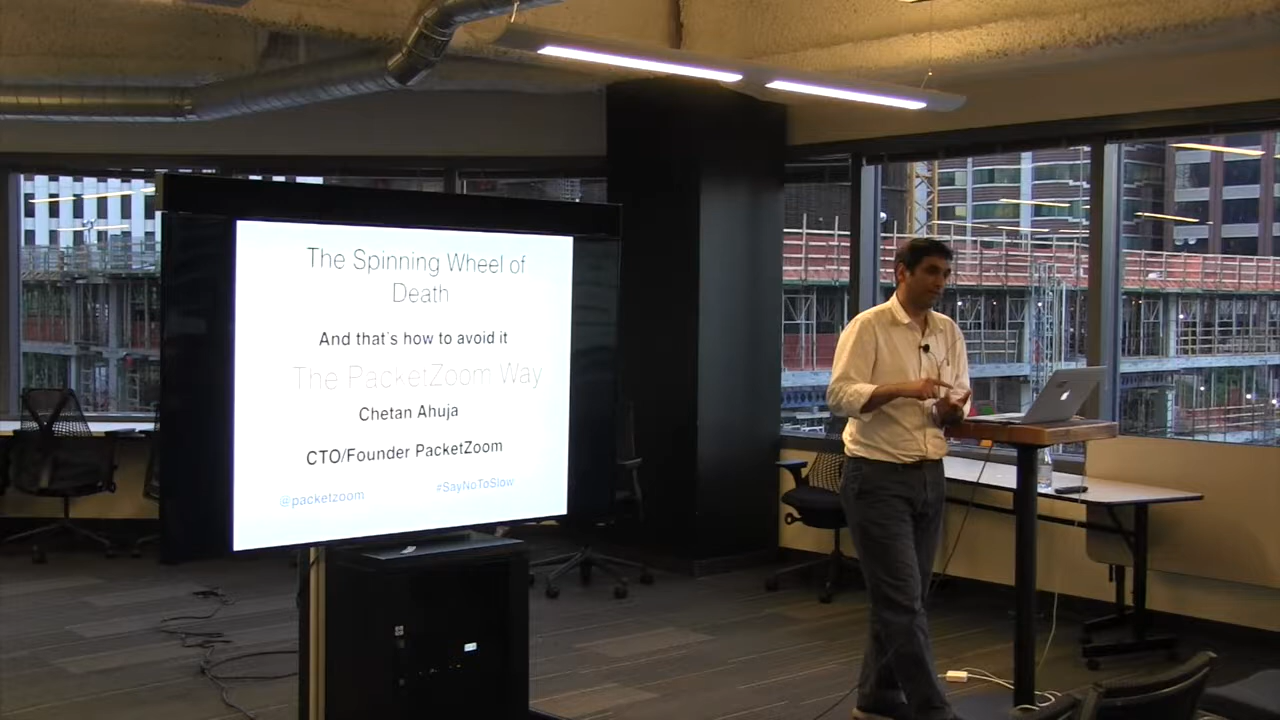 The Spinning Wheel of
Death
And that's how to avoid it
The PacketZoom Way
Chetan Ahuja
CTO/Founder PacketZoom
@packetzoom
#SayNoToSlow